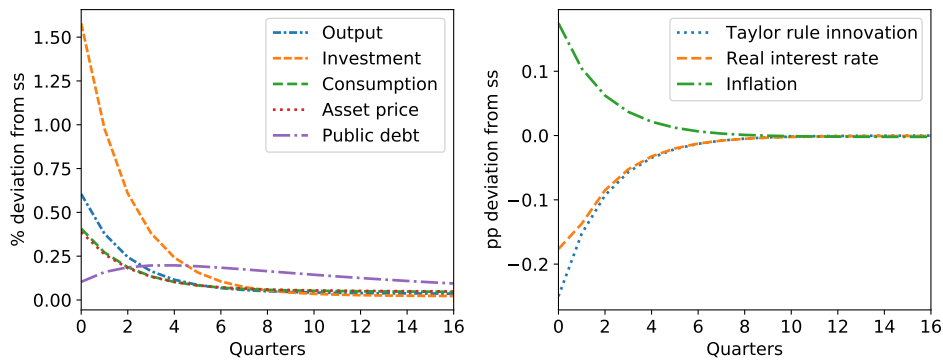 % deviation from ss
1.50
1.25
1.00
0.75
0.50
0.25
0.00
Output
Investment
Consumption
Asset price
Public debt
0 2 4 6 8 10 12 14 16
Quarters
pp deviation from ss
0.1
0.0
−0.1
−0.2
Taylor rule innovation
Real interest rate
Inflation
0 2 4 6 8 10 12 14 16
Quarters